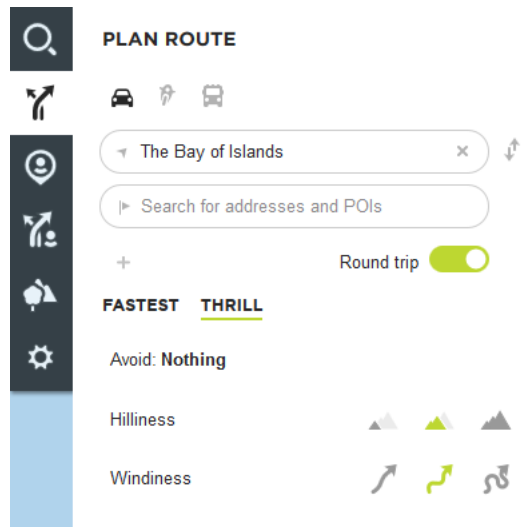 PLAN ROUTE
The Bay of Islands
Search for addresses and POIs
Round trip
FASTEST THRILL
Avoid: Nothing
Hilliness
Windiness